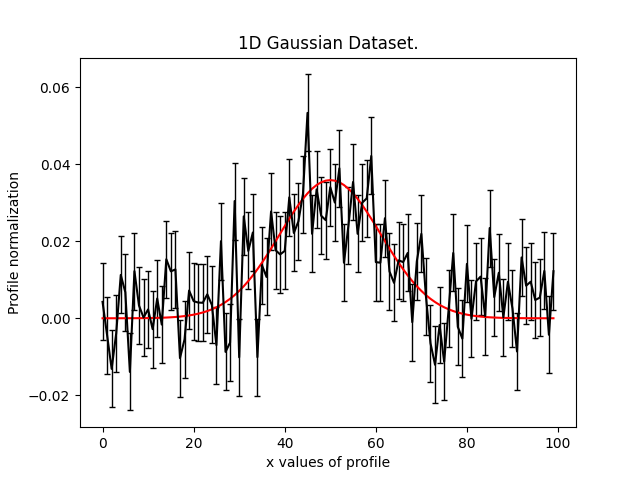 1D Gaussian Dataset.
Profile normalization
0.06
0.04
0.02
0.00
−0.02
0 20 40 60 80 100
x values of profile